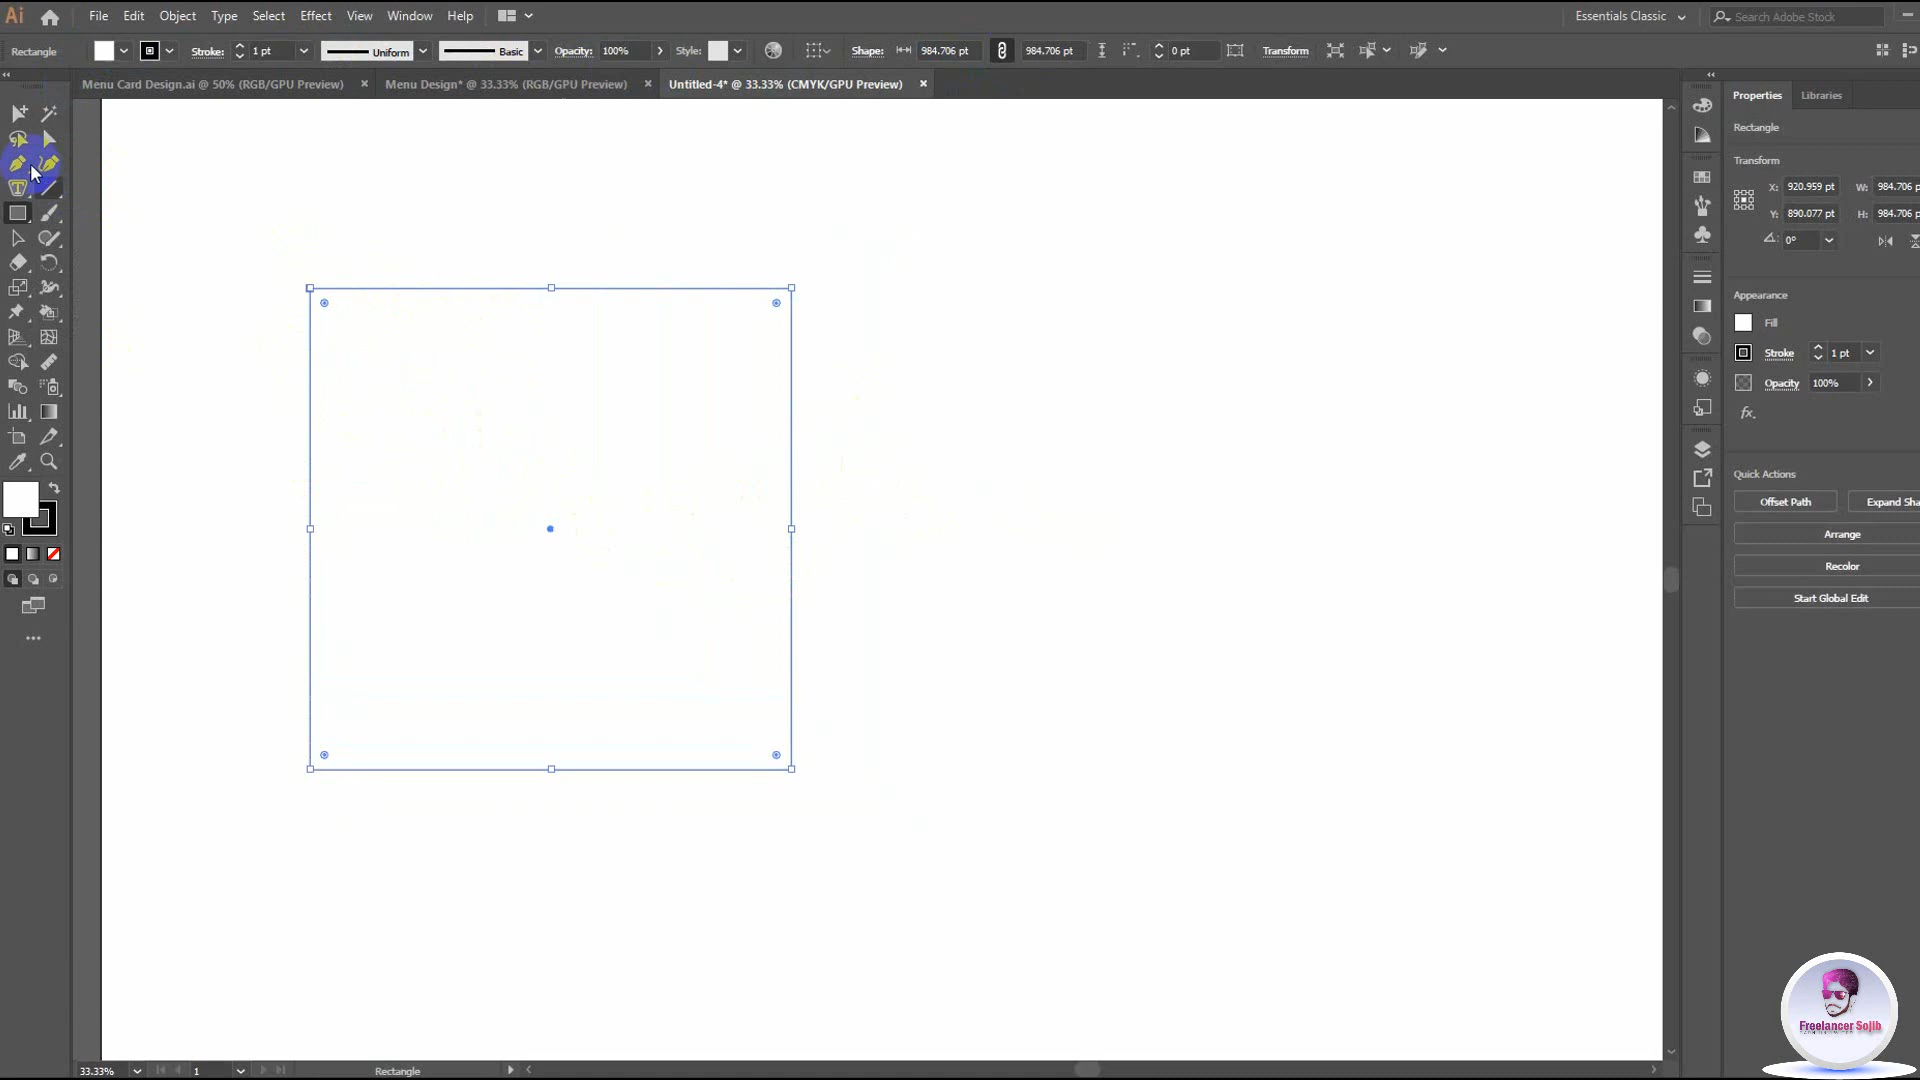 Ai File Edit Object Type Select Effect View Window Help Essentials Classic Search Adobe Stock
Rectangle Stroke: 1 pt Uniform Basic Opacity: 100% Style: Shape: 984.706 pt 984.706 pt 0 pt Transform
Menu Card Design.ai @ 50% (RGB/GPU Preview) Menu Design* @ 33.33% (RGB/GPU Preview) Untitled-4* @ 33.33% (CMYK/GPU Preview)
Properties Libraries
Rectangle
Transform
X: 920.959 pt W: 984.706 pt
Y: 890.077 pt H: 984.706 pt
0°
Appearance
Fill
Stroke 1 pt
Opacity 100%
fx.
Quick Actions
Offset Path Expand Sha
Arrange
Recolor
Start Global Edit
Freelancer Sojib
33.33% 1 Rectangle